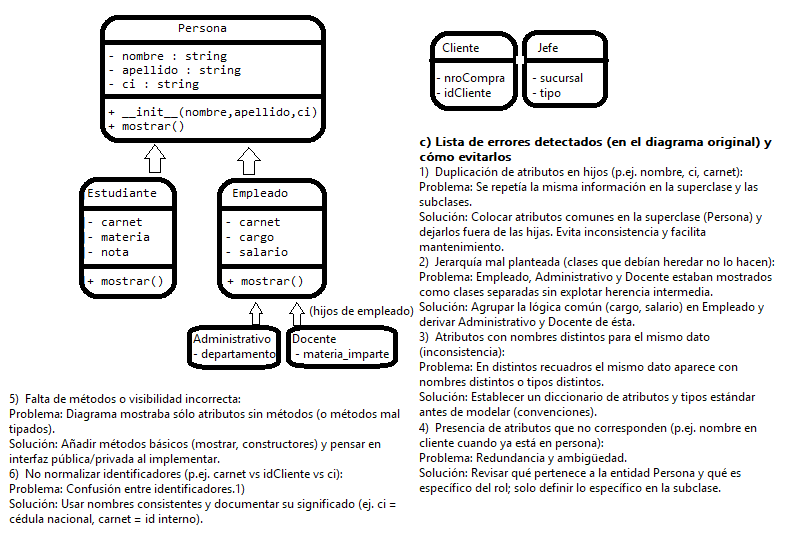 Persona
- nombre : string
- apellido : string
- ci : string
+ __init__(nombre,apellido,ci)
+ mostrar()
Estudiante
- carnet
- materia
- nota
+ mostrar()
Empleado
- carnet
- cargo
- salario
+ mostrar()
(hijos de empleado)
Administrativo
- departamento
Docente
- materia_imparte
Cliente
- nroCompra
- idCliente
Jefe
- sucursal
- tipo
c) Lista de errores detectados (en el diagrama original) y
cómo evitarlos
1) Duplicación de atributos en hijos (p.ej. nombre, ci, carnet):
Problema: Se repetía la misma información en la superclase y las
subclases.
Solución: Colocar atributos comunes en la superclase (Persona) y
dejarlos fuera de las hijas. Evita inconsistencia y facilita
mantenimiento.
2) Jerarquía mal planteada (clases que debían heredar no lo hacen):
Problema: Empleado, Administrativo y Docente estaban mostrados
como clases separadas sin explotar herencia intermedia.
Solución: Agrupar la lógica común (cargo, salario) en Empleado y
derivar Administrativo y Docente de ésta.
3) Atributos con nombres distintos para el mismo dato
(inconsistencia):
Problema: En distintos recuadros el mismo dato aparece con
nombres distintos o tipos distintos.
Solución: Establecer un diccionario de atributos y tipos estándar
antes de modelar (convenciones).
4) Presencia de atributos que no corresponden (p.ej. nombre en
cliente cuando ya está en persona):
Problema: Redundancia y ambigüedad.
Solución: Revisar qué pertenece a la entidad Persona y qué es
específico del rol; solo definir lo específico en la subclase.
5) Falta de métodos o visibilidad incorrecta:
Problema: Diagrama mostraba sólo atributos sin métodos (o métodos mal
tipados).
Solución: Añadir métodos básicos (mostrar, constructores) y pensar en
interfaz pública/privada al implementar.
6) No normalizar identificadores (p.ej. carnet vs idCliente vs ci):
Problema: Confusión entre identificadores.1)
Solución: Usar nombres consistentes y documentar su significado (ej. ci =
cédula nacional, carnet = id interno).